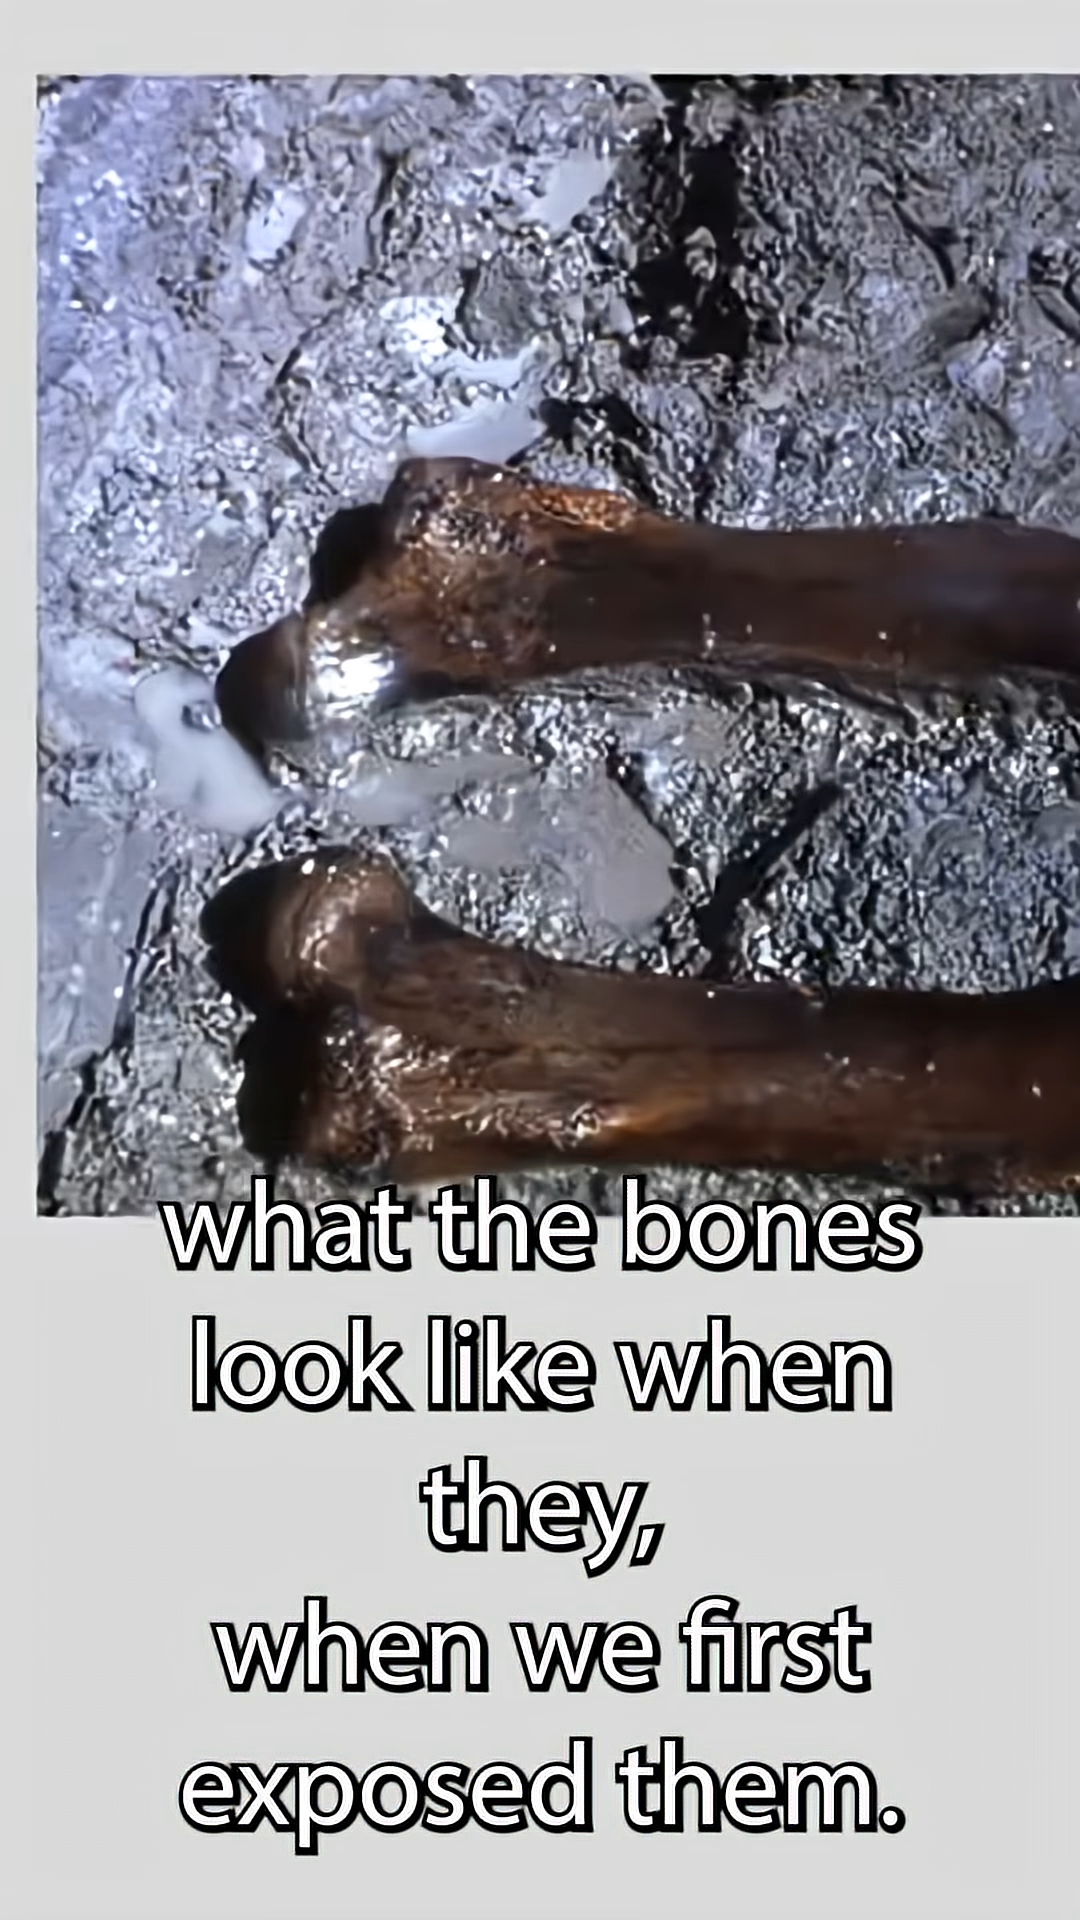 what the bones
look like when
they,
when we first
exposed them.